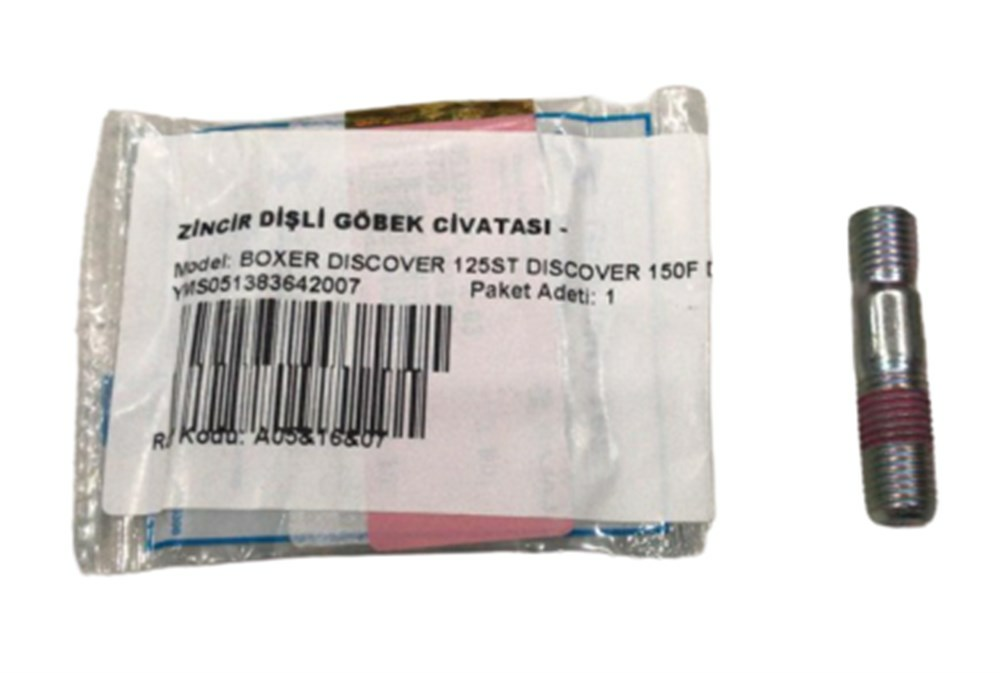 ZİNCİR DİŞLİ GÖBEK CİVATASI -
Model: BOXER DISCOVER 125ST DISCOVER 150F
YMS051383642007 Paket Adeti: 1
Kodu: A05&16&07